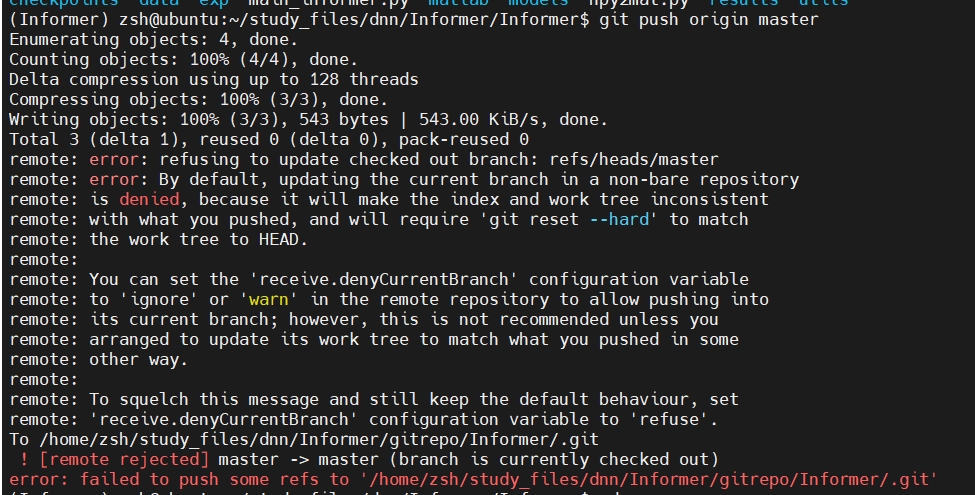 checkpoints data exp main_informer.py matlab models npy2mat.py results utils
(Informer) zsh@ubuntu:~/study_files/dnn/Informer/Informer$ git push origin master
Enumerating objects: 4, done.
Counting objects: 100% (4/4), done.
Delta compression using up to 128 threads
Compressing objects: 100% (3/3), done.
Writing objects: 100% (3/3), 543 bytes | 543.00 KiB/s, done.
Total 3 (delta 1), reused 0 (delta 0), pack-reused 0
remote: error: refusing to update checked out branch: refs/heads/master
remote: error: By default, updating the current branch in a non-bare repository
remote: is denied, because it will make the index and work tree inconsistent
remote: with what you pushed, and will require 'git reset --hard' to match
remote: the work tree to HEAD.
remote:
remote: You can set the 'receive.denyCurrentBranch' configuration variable
remote: to 'ignore' or 'warn' in the remote repository to allow pushing into
remote: its current branch; however, this is not recommended unless you
remote: arranged to update its work tree to match what you pushed in some
remote: other way.
remote:
remote: To squelch this message and still keep the default behaviour, set
remote: 'receive.denyCurrentBranch' configuration variable to 'refuse'.
To /home/zsh/study_files/dnn/Informer/gitrepo/Informer/.git
! [remote rejected] master -> master (branch is currently checked out)
error: failed to push some refs to '/home/zsh/study_files/dnn/Informer/gitrepo/Informer/.git'